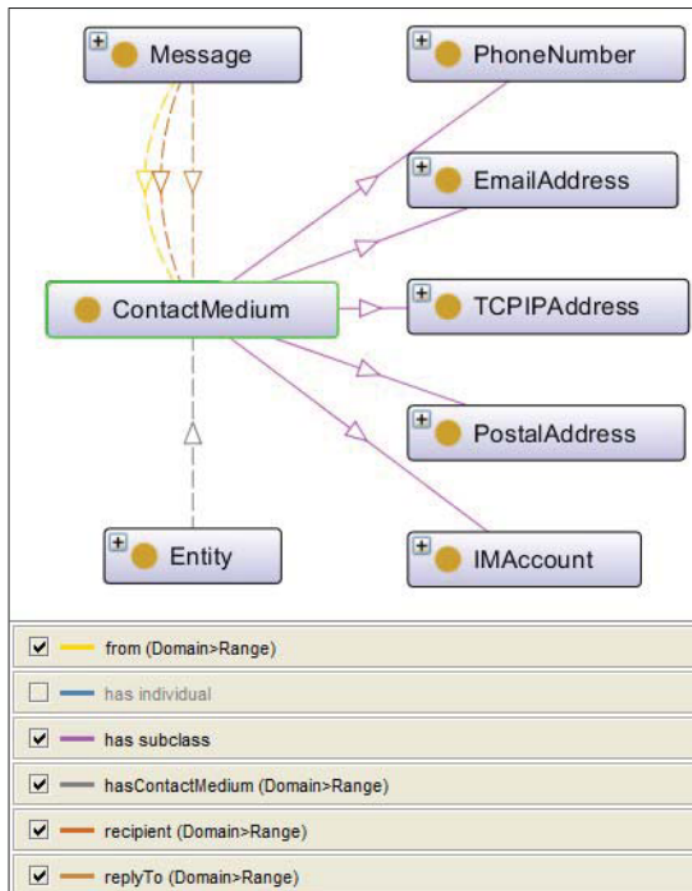 Message
PhoneNumber
EmailAddress
ContactMedium
TCPIPAddress
PostalAddress
Entity
IMAccount
from (Domain>Range)
has individual
has subclass
hasContactMedium (Domain>Range)
recipient (Domain>Range)
replyTo (Domain>Range)